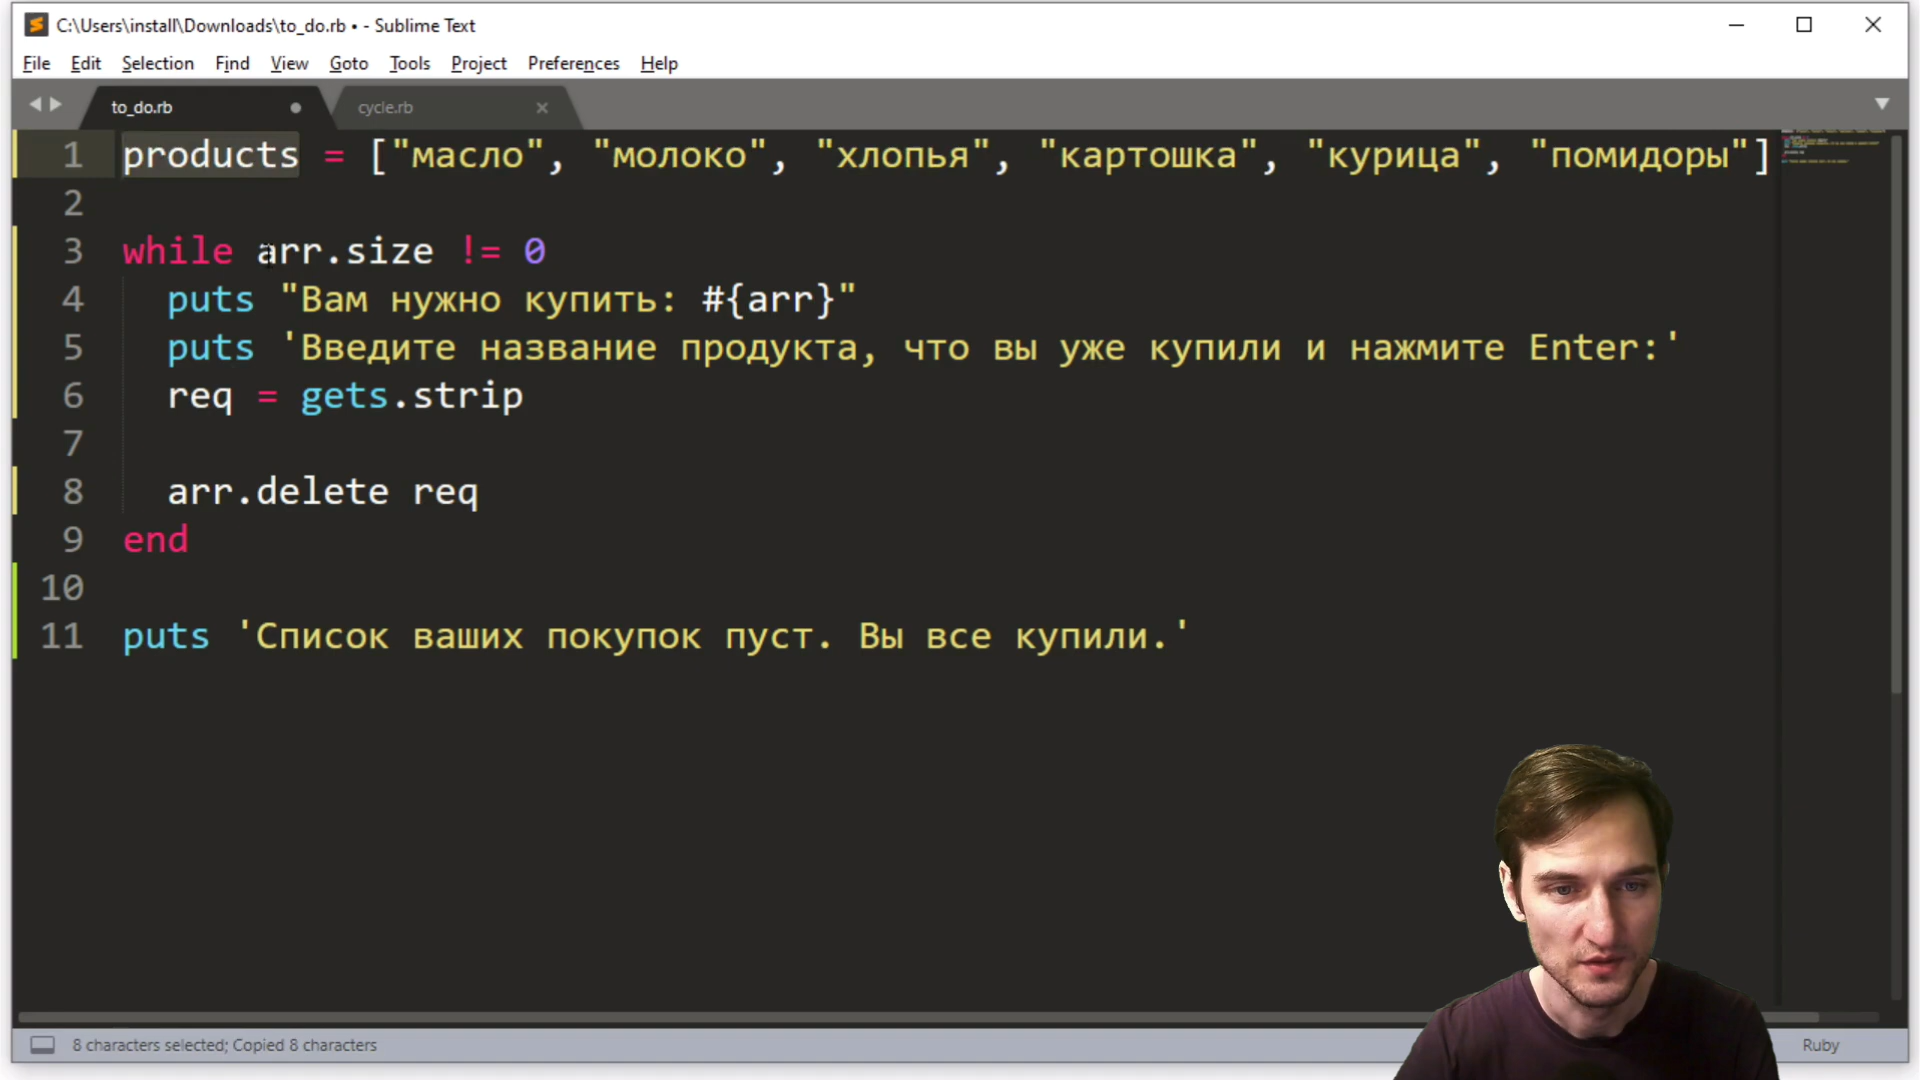 C:\Users\install\Downloads\to_do.rb • - Sublime Text
File Edit Selection Find View Goto Tools Project Preferences Help
to_do.rb cycle.rb
1 products = ["масло", "молоко", "хлопья", "картошка", "курица", "помидоры"]
2
3 while arr.size != 0
4 puts "Вам нужно купить: #{arr}"
5 puts 'Введите название продукта, что вы уже купили и нажмите Enter:'
6 req = gets.strip
7
8 arr.delete req
9 end
10
11 puts 'Список ваших покупок пуст. Вы все купили.'
8 characters selected; Copied 8 characters Ruby